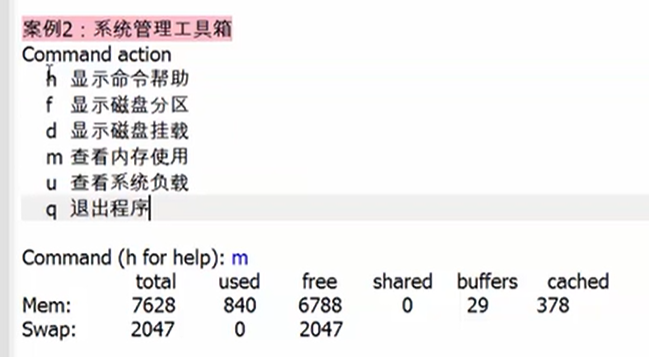 案例2：系统管理工具箱
Command action
h 显示命令帮助
f 显示磁盘分区
d 显示磁盘挂载
m 查看内存使用
u 查看系统负载
q 退出程序
Command (h for help): m
total used free shared buffers cached
Mem: 7628 840 6788 0 29 378
Swap: 2047 0 2047